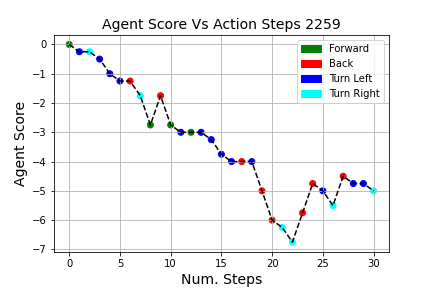 Agent Score Vs Action Steps 2259
Agent Score
0
−1
−2
−3
−4
−5
−6
−7
Forward
Back
Turn Left
Turn Right
0 5 10 15 20 25 30
Num. Steps